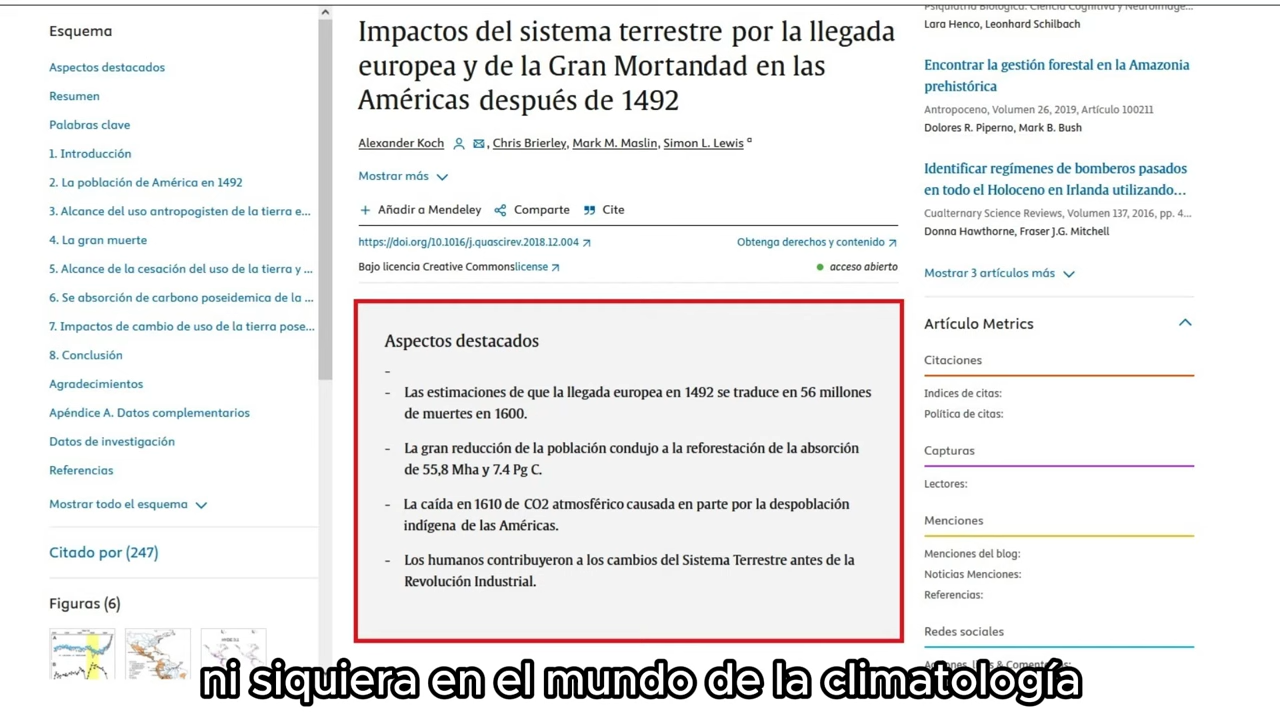 Esquema
Aspectos destacados
Resumen
Palabras clave
1. Introducción
2. La población de América en 1492
3. Alcance del uso antropogisten de la tierra e...
4. La gran muerte
5. Alcance de la cesación del uso de la tierra y ...
6. Se absorción de carbono poseidemica de la ...
7. Impactos de cambio de uso de la tierra pose...
8. Conclusión
Agradecimientos
Apéndice A. Datos complementarios
Datos de investigación
Referencias
Mostrar todo el esquema
Citado por (247)
Figuras (6)
Impactos del sistema terrestre por la llegada
europea y de la Gran Mortandad en las
Américas después de 1492
Alexander Koch, Chris Brierley, Mark M. Maslin, Simon L. Lewis
Mostrar más
+ Añadir a Mendeley Comparte Cite
https://doi.org/10.1016/j.quascirev.2018.12.004
Obtenga derechos y contenido
Bajo licencia Creative Commonslicense
acceso abierto
Aspectos destacados
-
- Las estimaciones de que la llegada europea en 1492 se traduce en 56 millones
de muertes en 1600.
- La gran reducción de la población condujo a la reforestación de la absorción
de 55,8 Mha y 7.4 Pg C.
- La caída en 1610 de CO2 atmosférico causada en parte por la despoblación
indígena de las Américas.
- Los humanos contribuyeron a los cambios del Sistema Terrestre antes de la
Revolución Industrial.
Psiquiatría Biológica: Ciencia Cognitiva y Neuroimage...
Lara Henco, Leonhard Schilbach
Encontrar la gestión forestal en la Amazonia
prehistórica
Antropoceno, Volumen 26, 2019, Artículo 100211
Dolores R. Piperno, Mark B. Bush
Identificar regímenes de bomberos pasados
en todo el Holoceno en Irlanda utilizando...
Cualternary Science Reviews, Volumen 137, 2016, pp. 4...
Donna Hawthorne, Fraser J.G. Mitchell
Mostrar 3 artículos más
Artículo Metrics
Citaciones
Indices de citas:
Política de citas:
Capturas
Lectores:
Menciones
Menciones del blog:
Noticias Menciones:
Referencias:
Redes sociales
ni siquiera en el mundo de la climatología